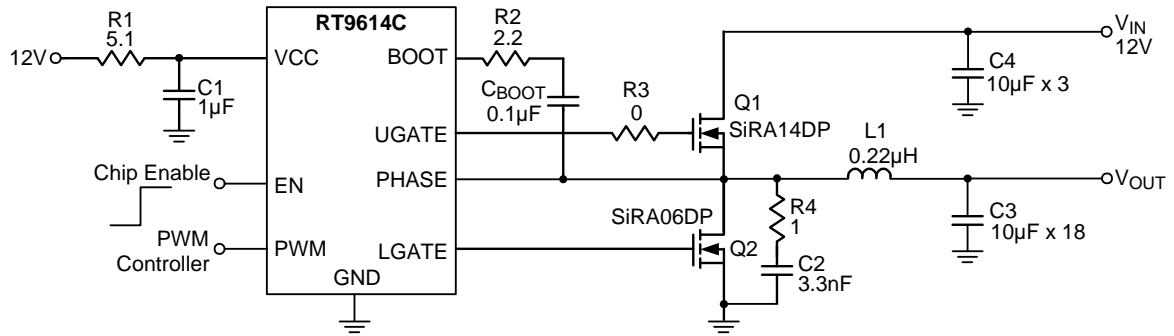 RT9614C
R1
5.1
12V
C1
1µF
VCC
BOOT
UGATE
PHASE
LGATE
EN
PWM
GND
Chip Enable
PWM
Controller
R2
2.2
CBOOT
0.1µF
R3
0
Q1
SiRA14DP
SiRA06DP
Q2
R4
1
C2
3.3nF
L1
0.22µH
C4
10µF x 3
VIN
12V
VOUT
C3
10µF x 18